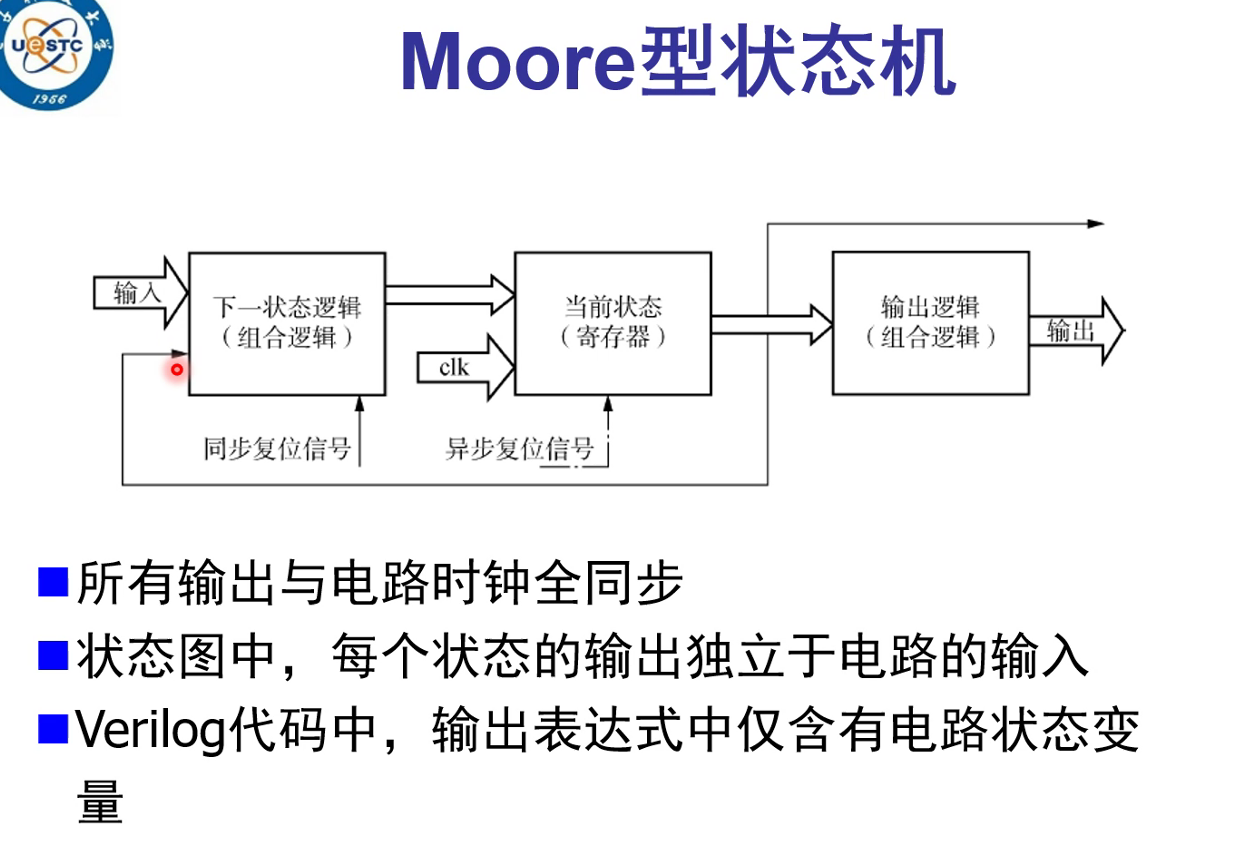 UESTC
1956
Moore型状态机
输入
下一状态逻辑
（组合逻辑）
clk
当前状态
（寄存器）
输出逻辑
（组合逻辑）
输出
同步复位信号
异步复位信号
■所有输出与电路时钟全同步
■状态图中，每个状态的输出独立于电路的输入
■Verilog代码中，输出表达式中仅含有电路状态变
量